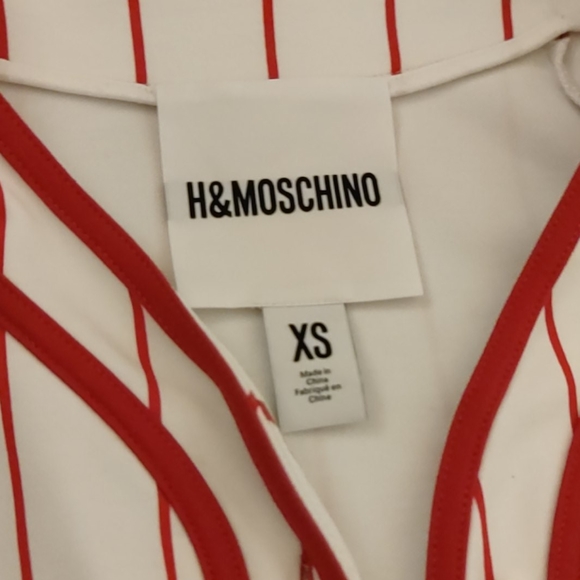 H&MOSCHINO
XS
Made in
China
Fabriqué en
Chine